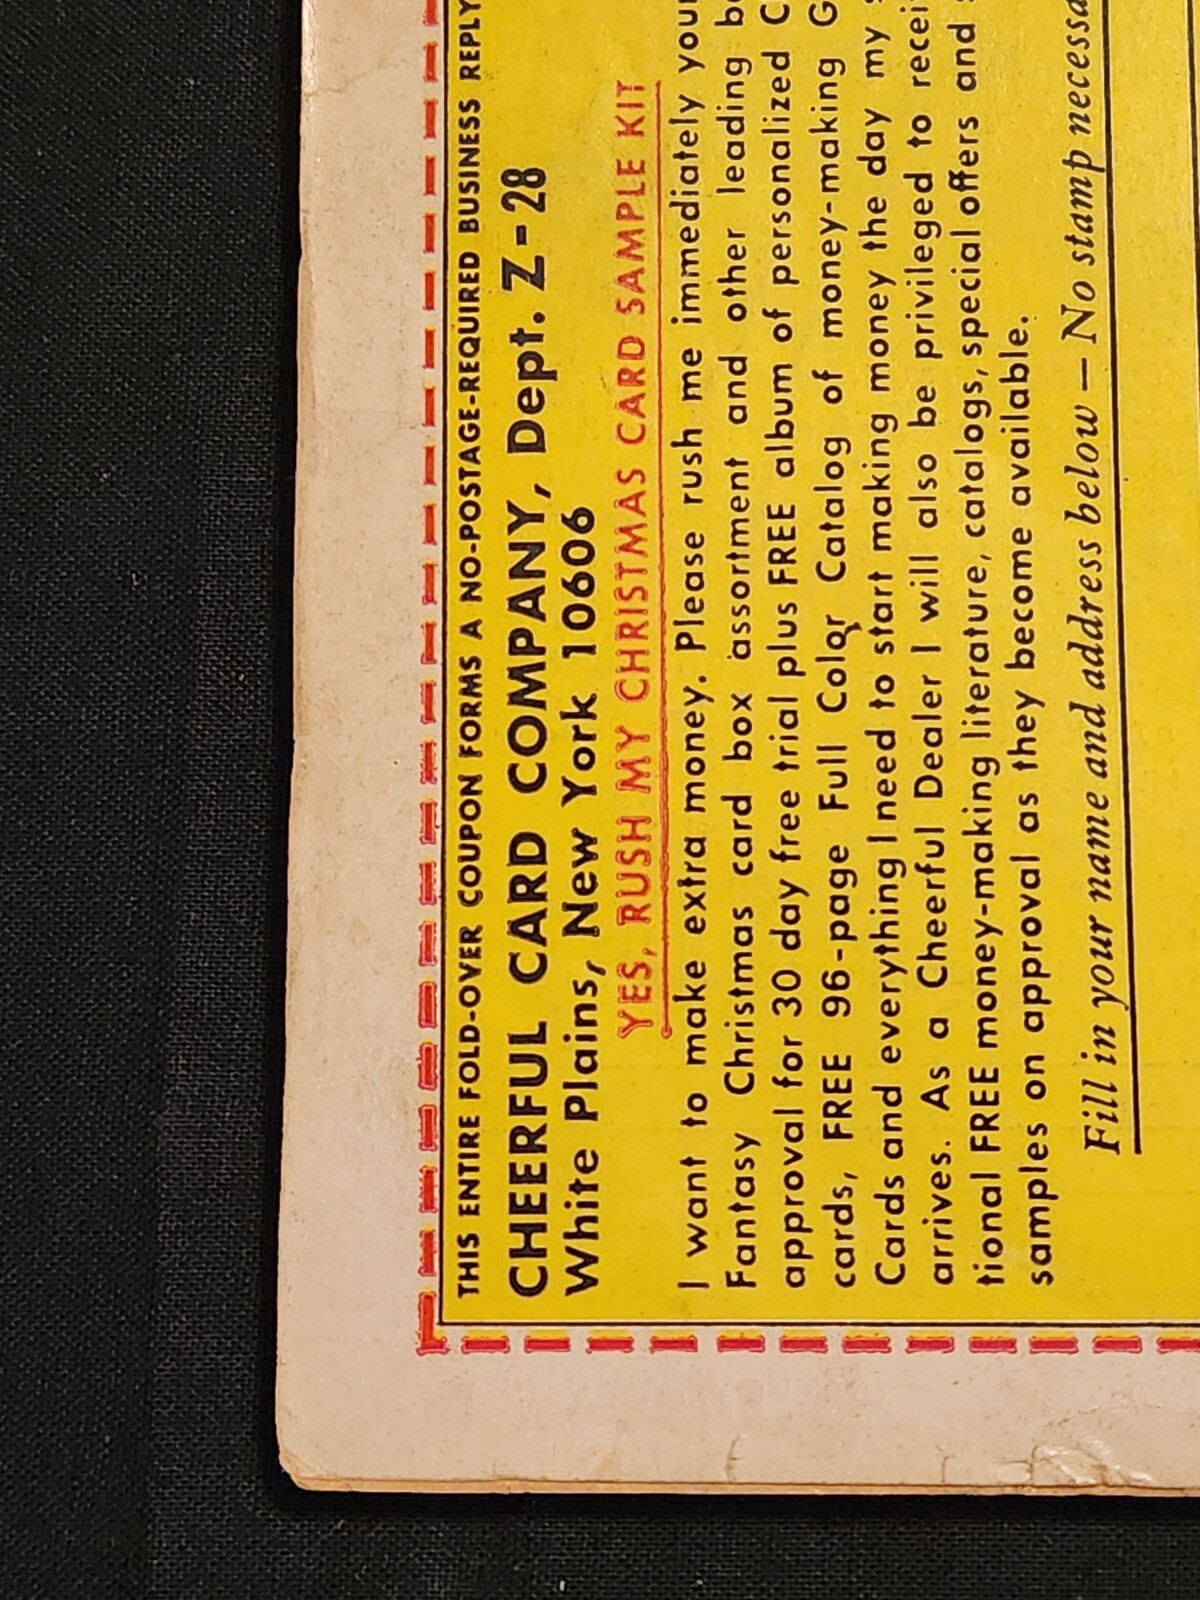 THIS ENTIRE FOLD-OVER COUPON FORMS A NO-POSTAGE-REQUIRED BUSINESS REPLY
CHEERFUL CARD COMPANY, Dept. Z-28
White Plains, New York 10606
YES, RUSH MY CHRISTMAS CARD SAMPLE KIT
I want to make extra money. Please rush me immediately your
Fantasy Christmas card box assortment and other leading
approval for 30 day free trial plus FREE album of personalized
cards, FREE 96-page Full Color Catalog of money-making
Cards and everything I need to start making money the day my
arrives. As a Cheerful Dealer I will also be privileged to
tional FREE money-making literature, catalogs, special offers and
samples on approval as they become available.
Fill in your name and address below — No stamp